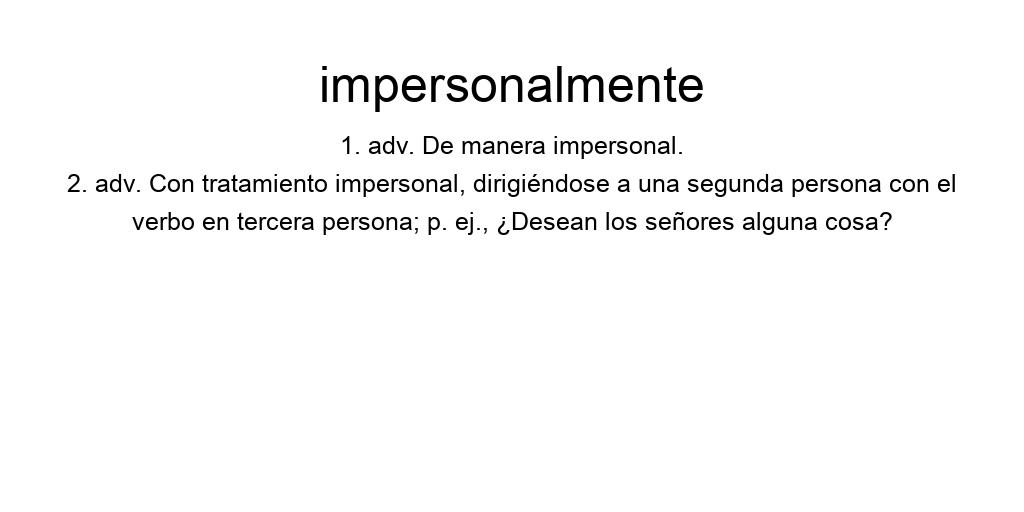 impersonalmente
1. adv. De manera impersonal.
2. adv. Con tratamiento impersonal, dirigiéndose a una segunda persona con el
verbo en tercera persona; p. ej., ¿Desean los señores alguna cosa?